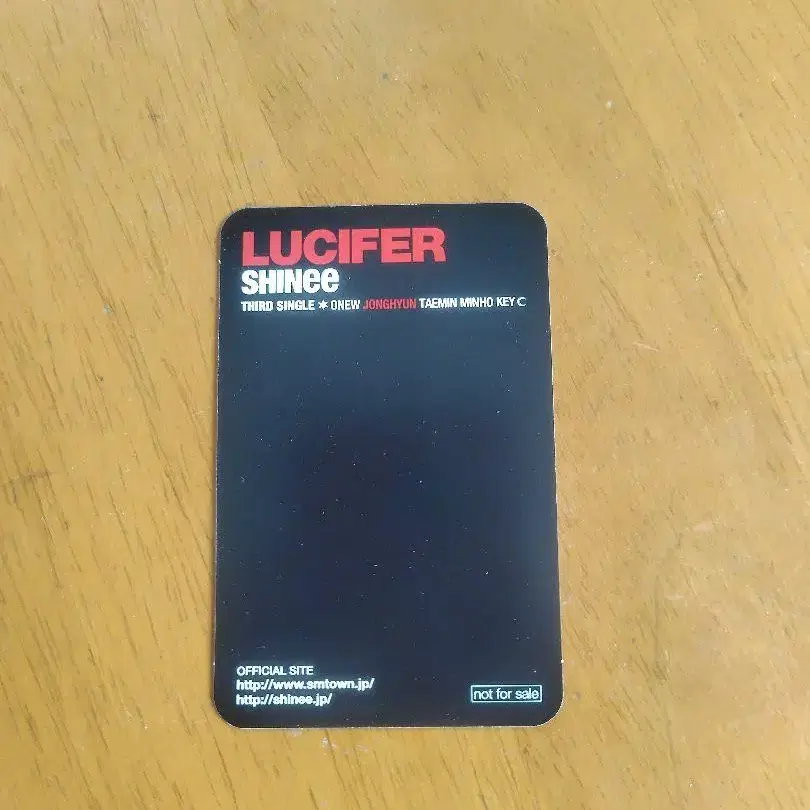 LUCIFER
SHINee
THIRD SINGLE ✶ ONEW JONGHYUN TAEMIN MINHO KEY ☾
OFFICIAL SITE
http://www.smtown.jp/
http://shinee.jp/
not for sale